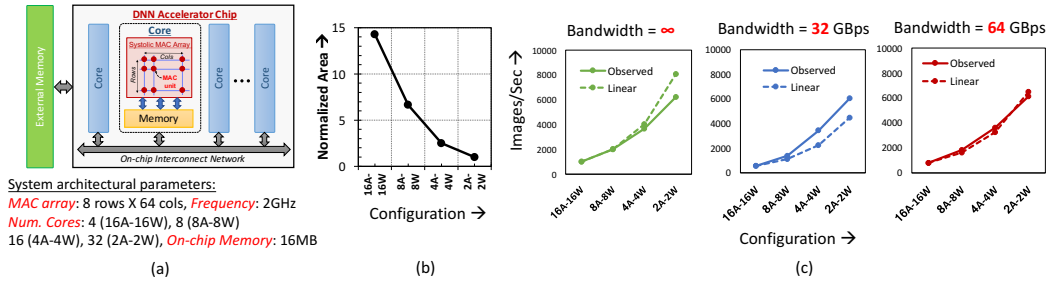 DNN Accelerator Chip
External Memory
Core
Core
Systolic MAC Array
Cols
Rows
MAC
unit
Memory
Core
Core
On-chip Interconnect Network
System architectural parameters:
MAC array: 8 rows X 64 cols, Frequency: 2GHz
Num. Cores: 4 (16A-16W), 8 (8A-8W)
16 (4A-4W), 32 (2A-2W), On-chip Memory: 16MB
(a)
Normalized Area →
15
10
5
0
16A-
16W
8A-
8W
4A-
4W
2A-
2W
Configuration →
(b)
Images/Sec →
Bandwidth = ∞
10000
8000
6000
4000
2000
0
Observed
Linear
16A-16W
8A-8W
4A-4W
2A-2W
Bandwidth = 32 GBps
10000
8000
6000
4000
2000
0
Observed
Linear
16A-16W
8A-8W
4A-4W
2A-2W
Bandwidth = 64 GBps
10000
8000
6000
4000
2000
0
Observed
Linear
16A-16W
8A-8W
4A-4W
2A-2W
Configuration →
(c)